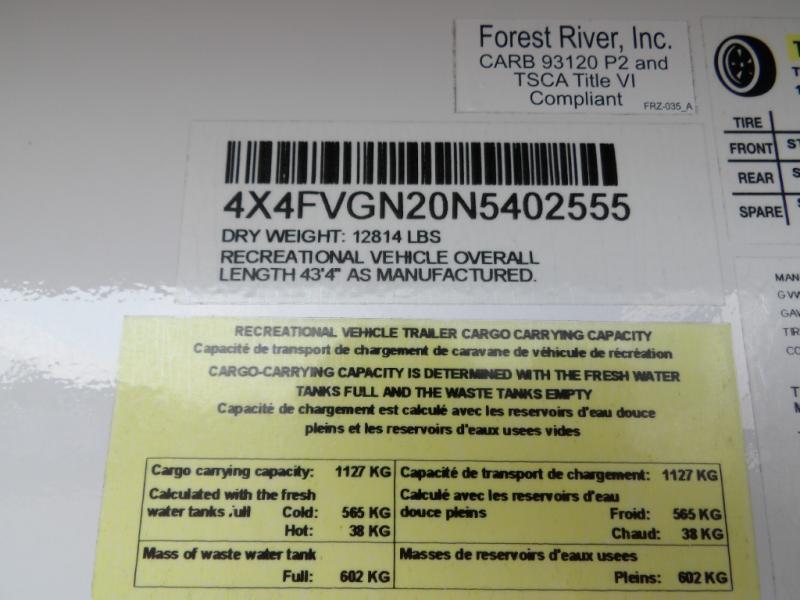 Forest River, Inc.
CARB 93120 P2 and
TSCA Title VI
Compliant
FRZ-035_A
TIRE
FRONT
REAR
SPARE
4X4FVGN20N5402555
DRY WEIGHT: 12814 LBS
RECREATIONAL VEHICLE OVERALL
LENGTH 43'4" AS MANUFACTURED.
RECREATIONAL VEHICLE TRAILER CARGO CARRYING CAPACITY
Capacité de transport de chargement de caravane de véhicule de récréation
CARGO-CARRYING CAPACITY IS DETERMINED WITH THE FRESH WATER
TANKS FULL AND THE WASTE TANKS EMPTY
Capacité de chargement est calculé avec les reservoirs d'eau douce
pleins et les reservoirs d'eaux usees vides
Cargo carrying capacity: 1127 KG
Calculated with the fresh
water tanks full Cold: 565 KG
Hot: 38 KG
Mass of waste water tank
Full: 602 KG
Capacité de transport de chargement: 1127 KG
Calculé avec les reservoirs d'eau
douce pleins Froid: 565 KG
Chaud: 38 KG
Masses de reservoirs d'eaux usees
Pleins: 602 KG